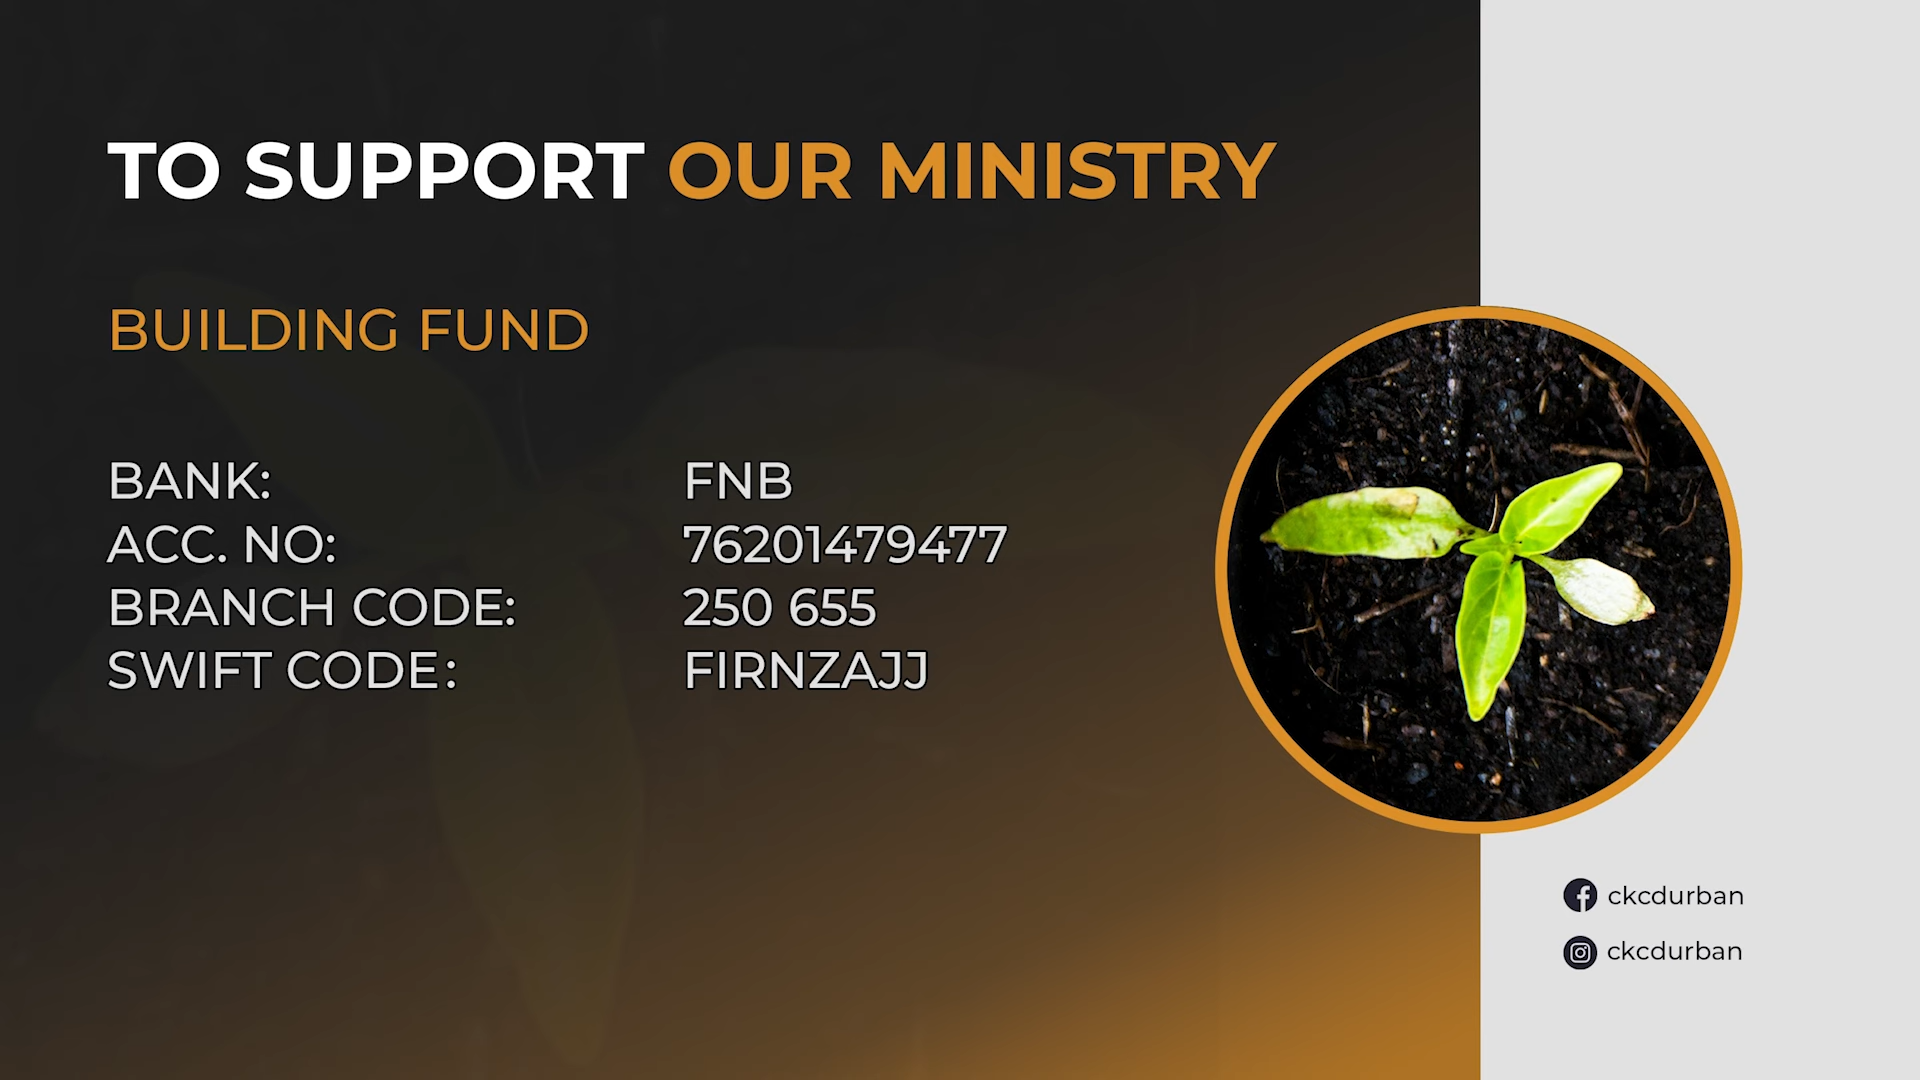 TO SUPPORT OUR MINISTRY
BUILDING FUND
BANK: FNB
ACC. NO: 76201479477
BRANCH CODE: 250 655
SWIFT CODE: FIRNZAJJ
ckcdurban
ckcdurban